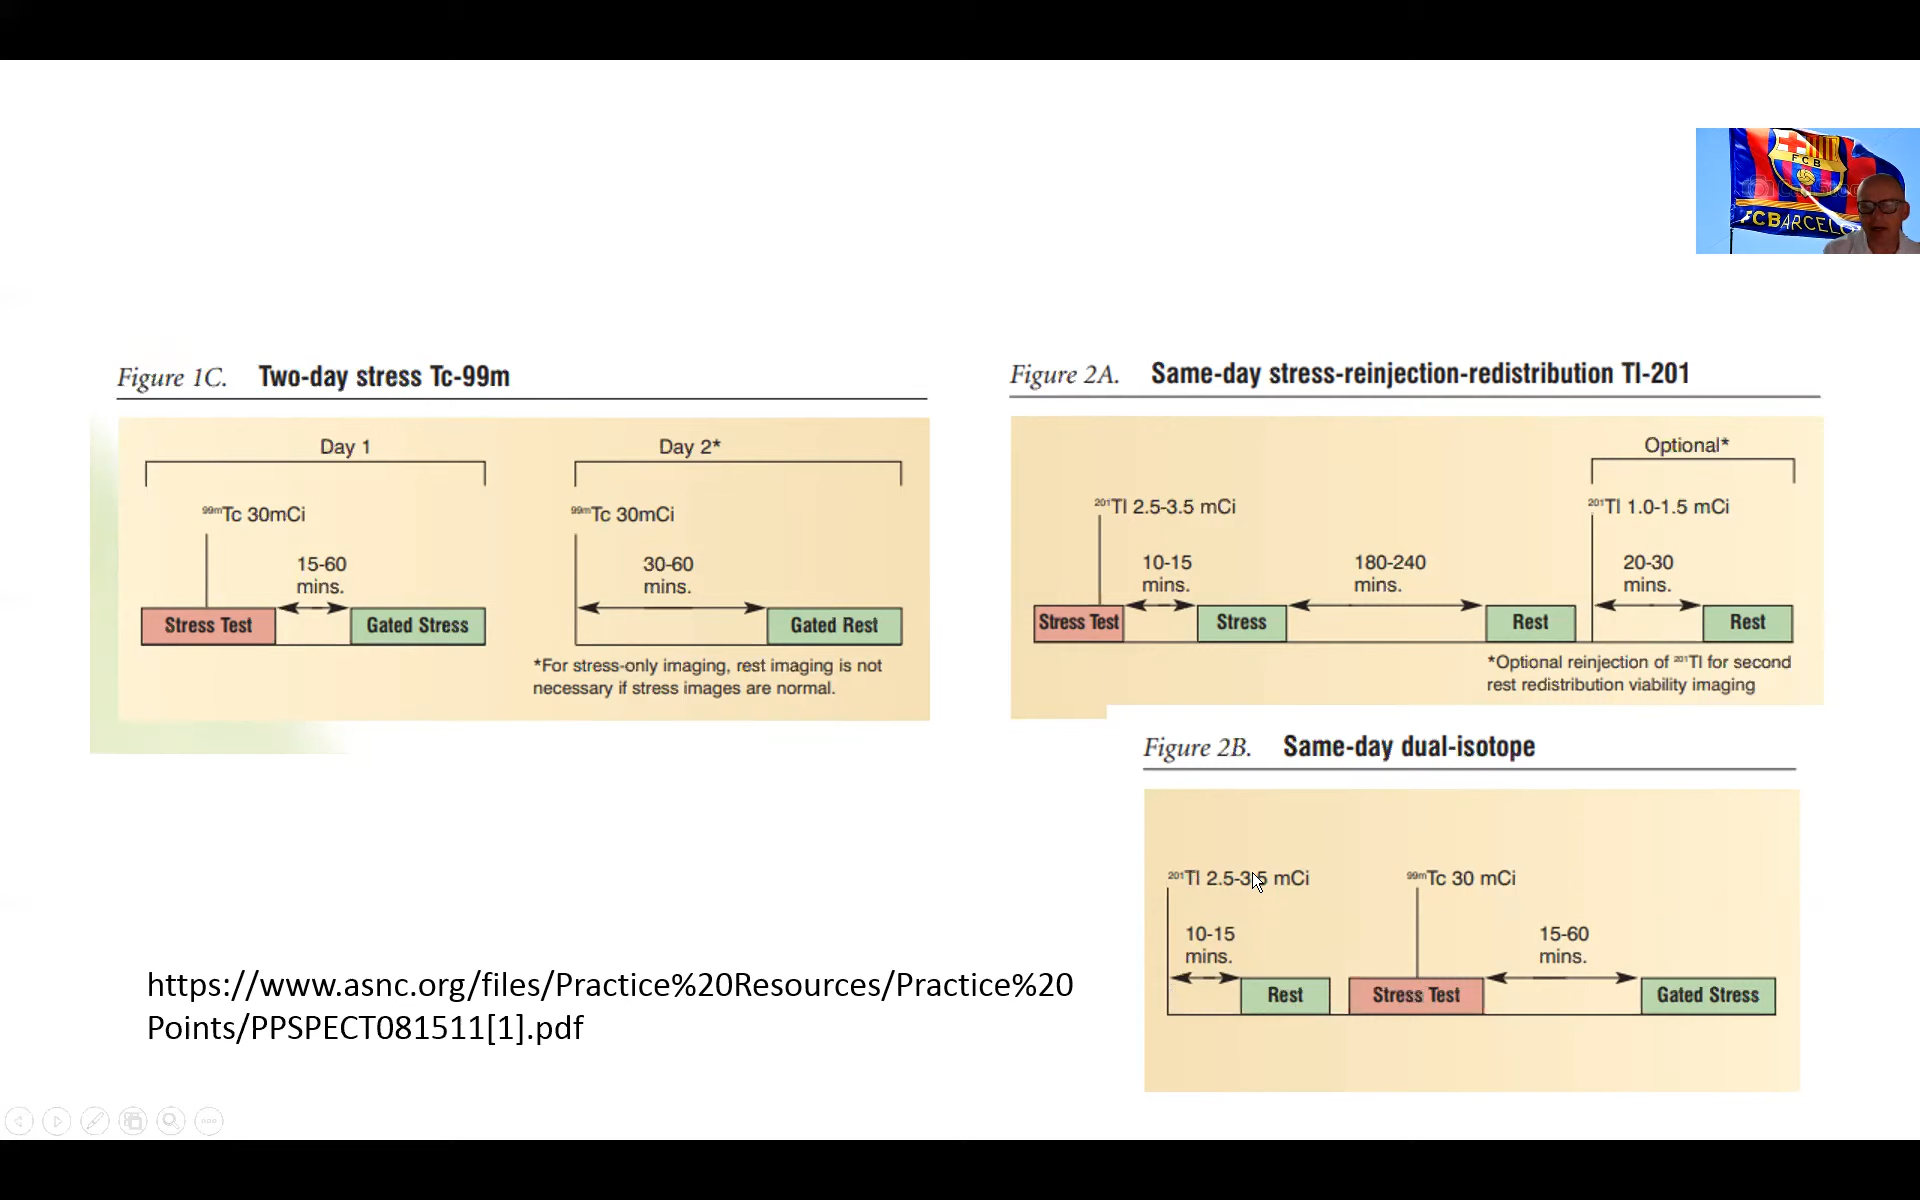 FCB
FCBARCEL
Figure 1C. Two-day stress Tc-99m
Day 1
Day 2*
99mTc 30mCi
99mTc 30mCi
15-60
mins.
30-60
mins.
Stress Test
Gated Stress
Gated Rest
*For stress-only imaging, rest imaging is not
necessary if stress images are normal.
Figure 2A. Same-day stress-reinjection-redistribution Tl-201
Optional*
201Tl 2.5-3.5 mCi
201Tl 1.0-1.5 mCi
10-15
mins.
180-240
mins.
20-30
mins.
Stress Test
Stress
Rest
Rest
*Optional reinjection of 201Tl for second
rest redistribution viability imaging
Figure 2B. Same-day dual-isotope
201Tl 2.5-3.5 mCi
99mTc 30 mCi
10-15
mins.
15-60
mins.
Rest
Stress Test
Gated Stress
https://www.asnc.org/files/Practice%20Resources/Practice%20
Points/PPSPECT081511[1].pdf